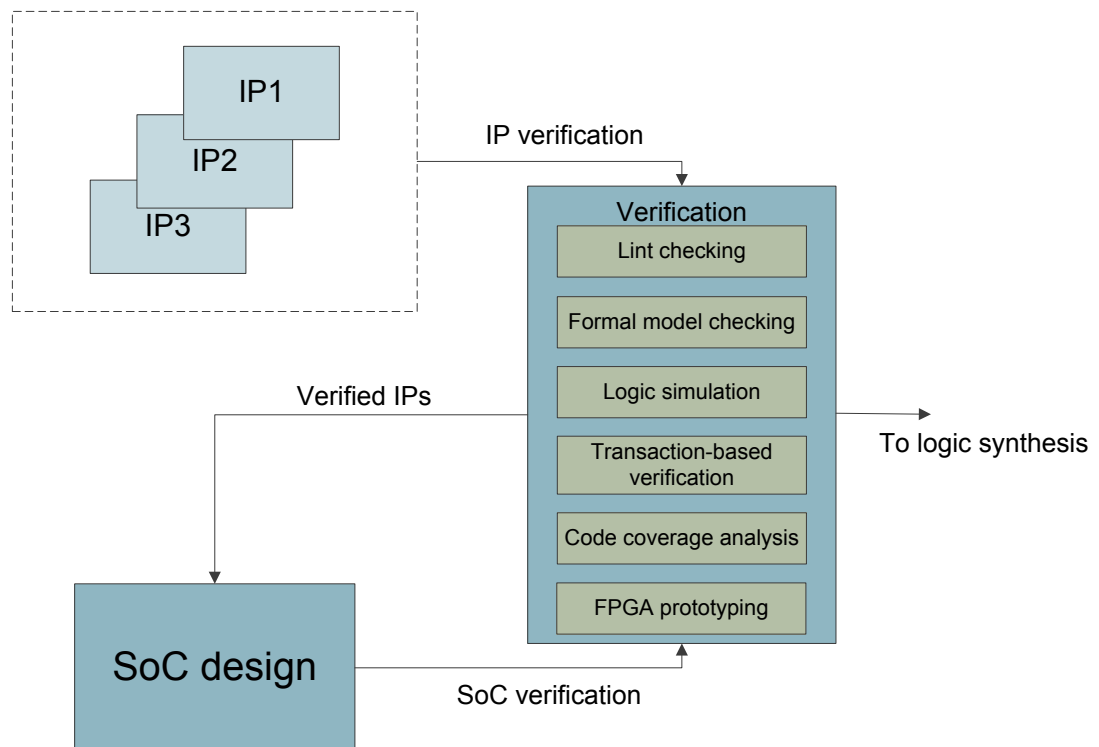 IP1
IP2
IP3
IP verification
Verification
Lint checking
Formal model checking
Logic simulation
Transaction-based
verification
Code coverage analysis
FPGA prototyping
Verified IPs
To logic synthesis
SoC design
SoC verification